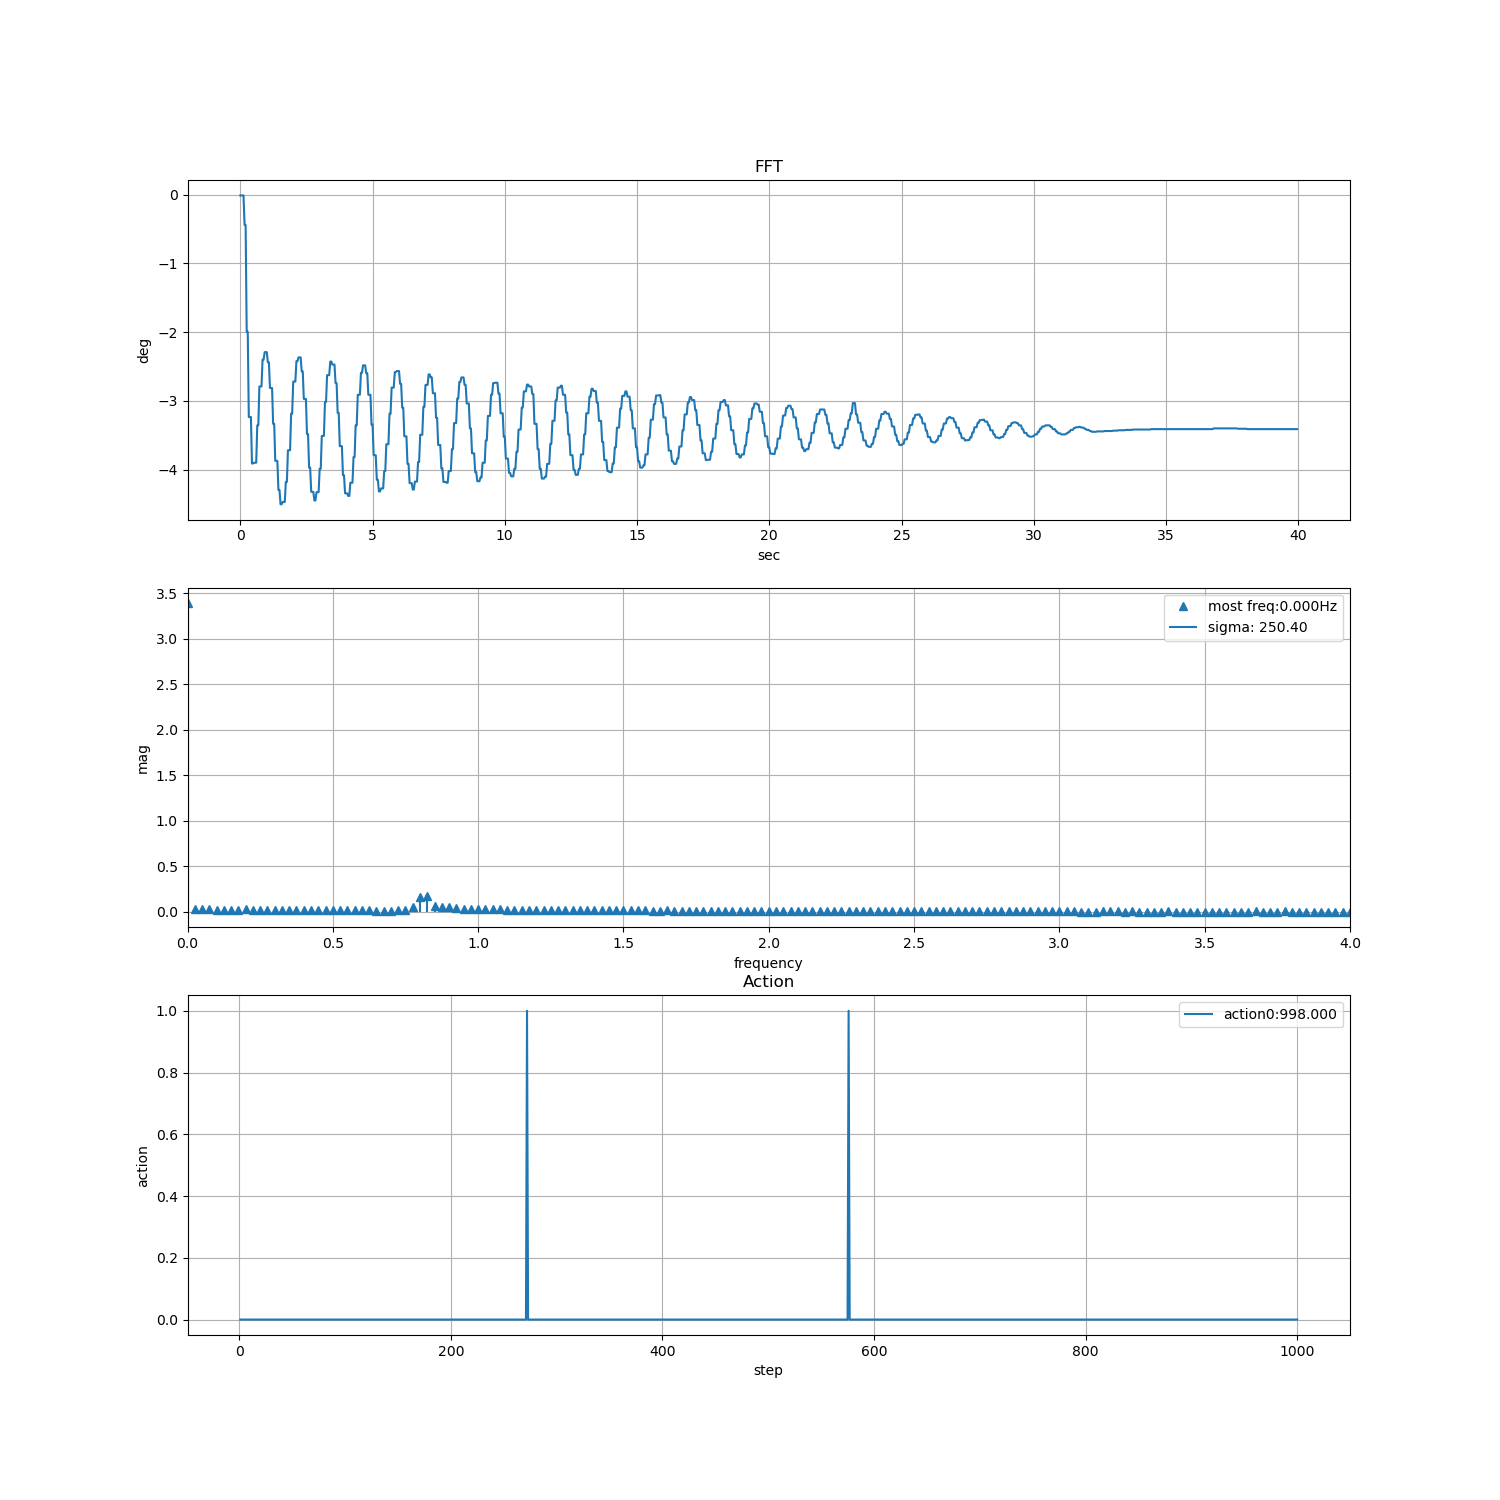 FFT
0
−1
−2
−3
−4
deg
0 5 10 15 20 25 30 35 40
sec
3.5
3.0
2.5
2.0
1.5
1.0
0.5
0.0
mag
most freq:0.000Hz
sigma: 250.40
0.0 0.5 1.0 1.5 2.0 2.5 3.0 3.5 4.0
frequency
Action
1.0
0.8
0.6
0.4
0.2
0.0
action
action0:998.000
0 200 400 600 800 1000
step